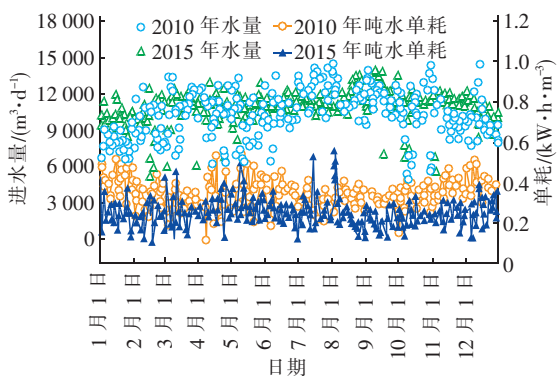 18 000
15 000
12 000
9 000
6 000
3 000
0
进水量/(m³·d⁻¹)
2010 年水量
2010 年吨水单耗
2015 年水量
2015 年吨水单耗
1.2
1.0
0.8
0.6
0.4
0.2
0
单耗/(kW·h·m⁻³)
1月1日
2月1日
3月1日
4月1日
5月1日
6月1日
7月1日
8月1日
9月1日
10月1日
11月1日
12月1日
日期